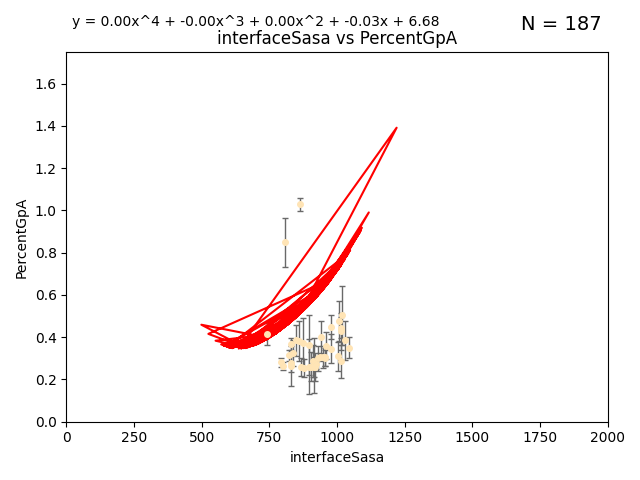 y = 0.00x^4 + -0.00x^3 + 0.00x^2 + -0.03x + 6.68
N = 187
interfaceSasa vs PercentGpA
PercentGpA
1.6
1.4
1.2
1.0
0.8
0.6
0.4
0.2
0.0
0 250 500 750 1000 1250 1500 1750 2000
interfaceSasa